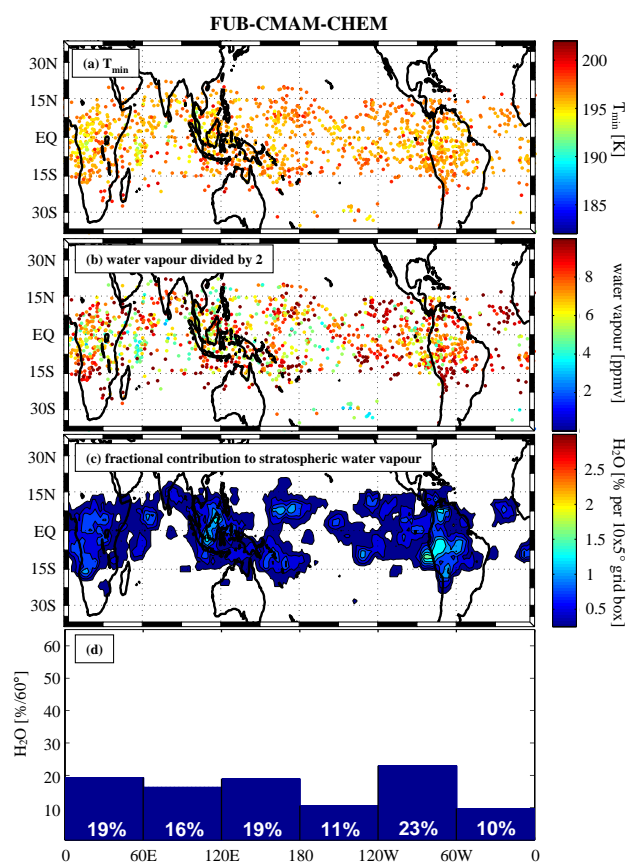 FUB-CMAM-CHEM
(a) Tmin
30N
15N
EQ
15S
30S
200
195
190
185
Tmin [K]
(b) water vapour divided by 2
30N
15N
EQ
15S
30S
8
6
4
2
water vapour [ppmv]
(c) fractional contribution to stratospheric water vapour
30N
15N
EQ
15S
30S
2.5
2
1.5
1
0.5
H2O [% per 10x5° grid box]
(d)
60
50
40
30
20
10
H2O [%/60°]
19% 16% 19% 11% 23% 10%
0 60E 120E 180 120W 60W 0